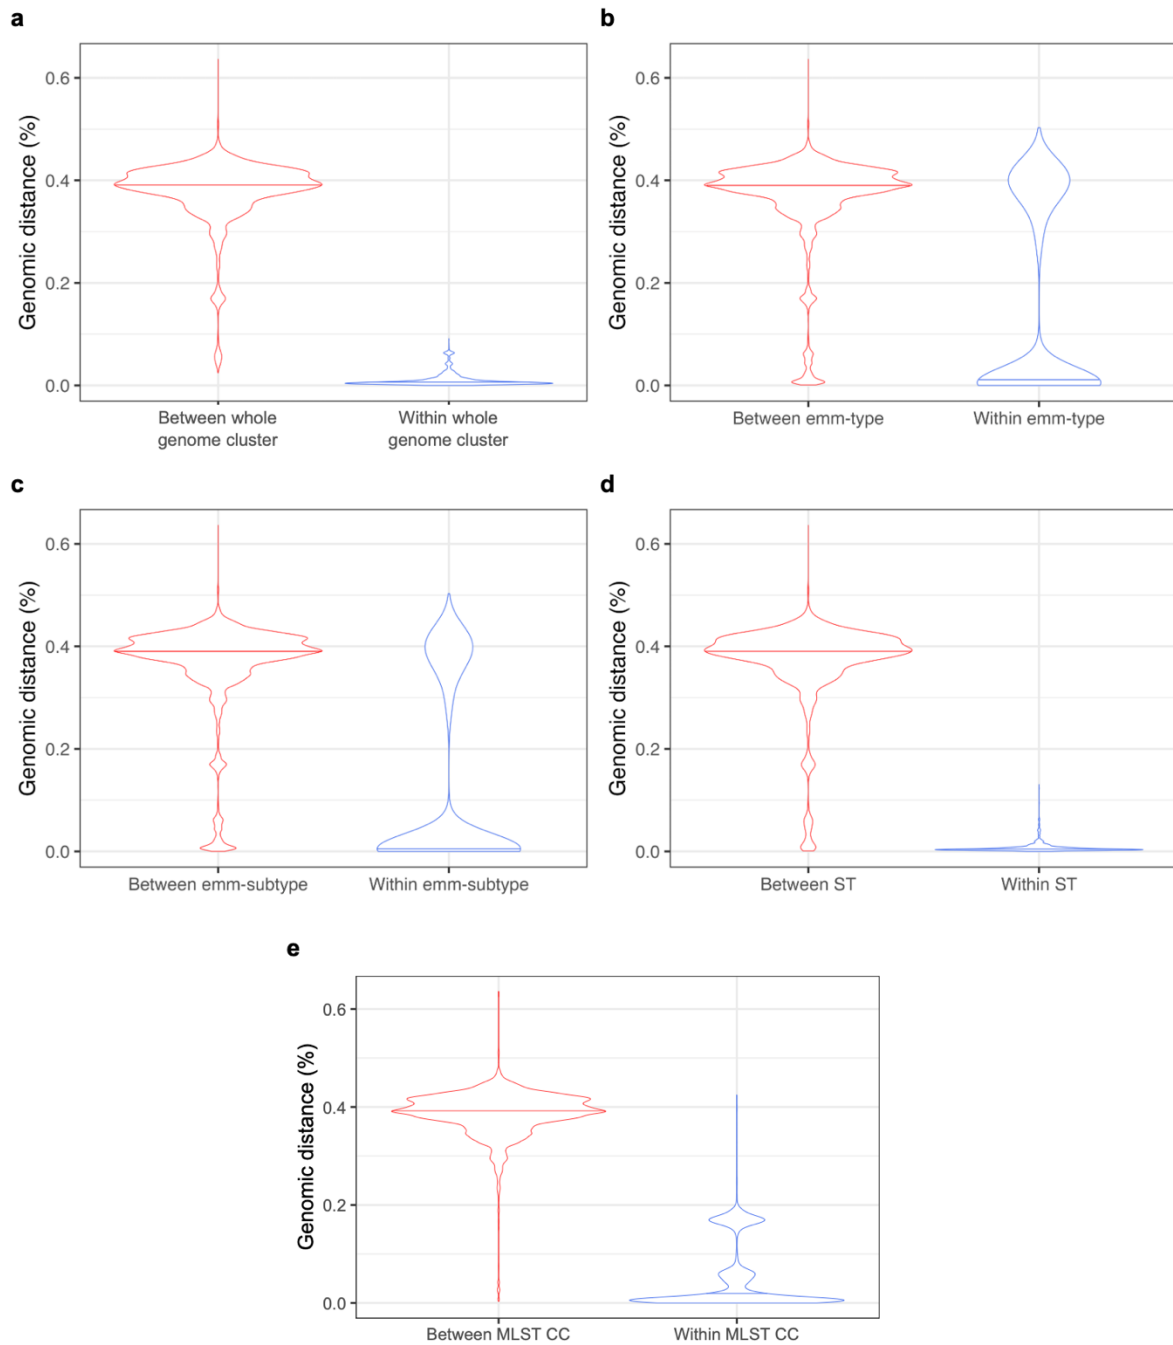 a
Genomic distance (%)
0.6
0.4
0.2
0.0
Between whole
genome cluster
Within whole
genome cluster
b
Genomic distance (%)
0.6
0.4
0.2
0.0
Between emm-type
Within emm-type
c
Genomic distance (%)
0.6
0.4
0.2
0.0
Between emm-subtype
Within emm-subtype
d
Genomic distance (%)
0.6
0.4
0.2
0.0
Between ST
Within ST
e
Genomic distance (%)
0.6
0.4
0.2
0.0
Between MLST CC
Within MLST CC